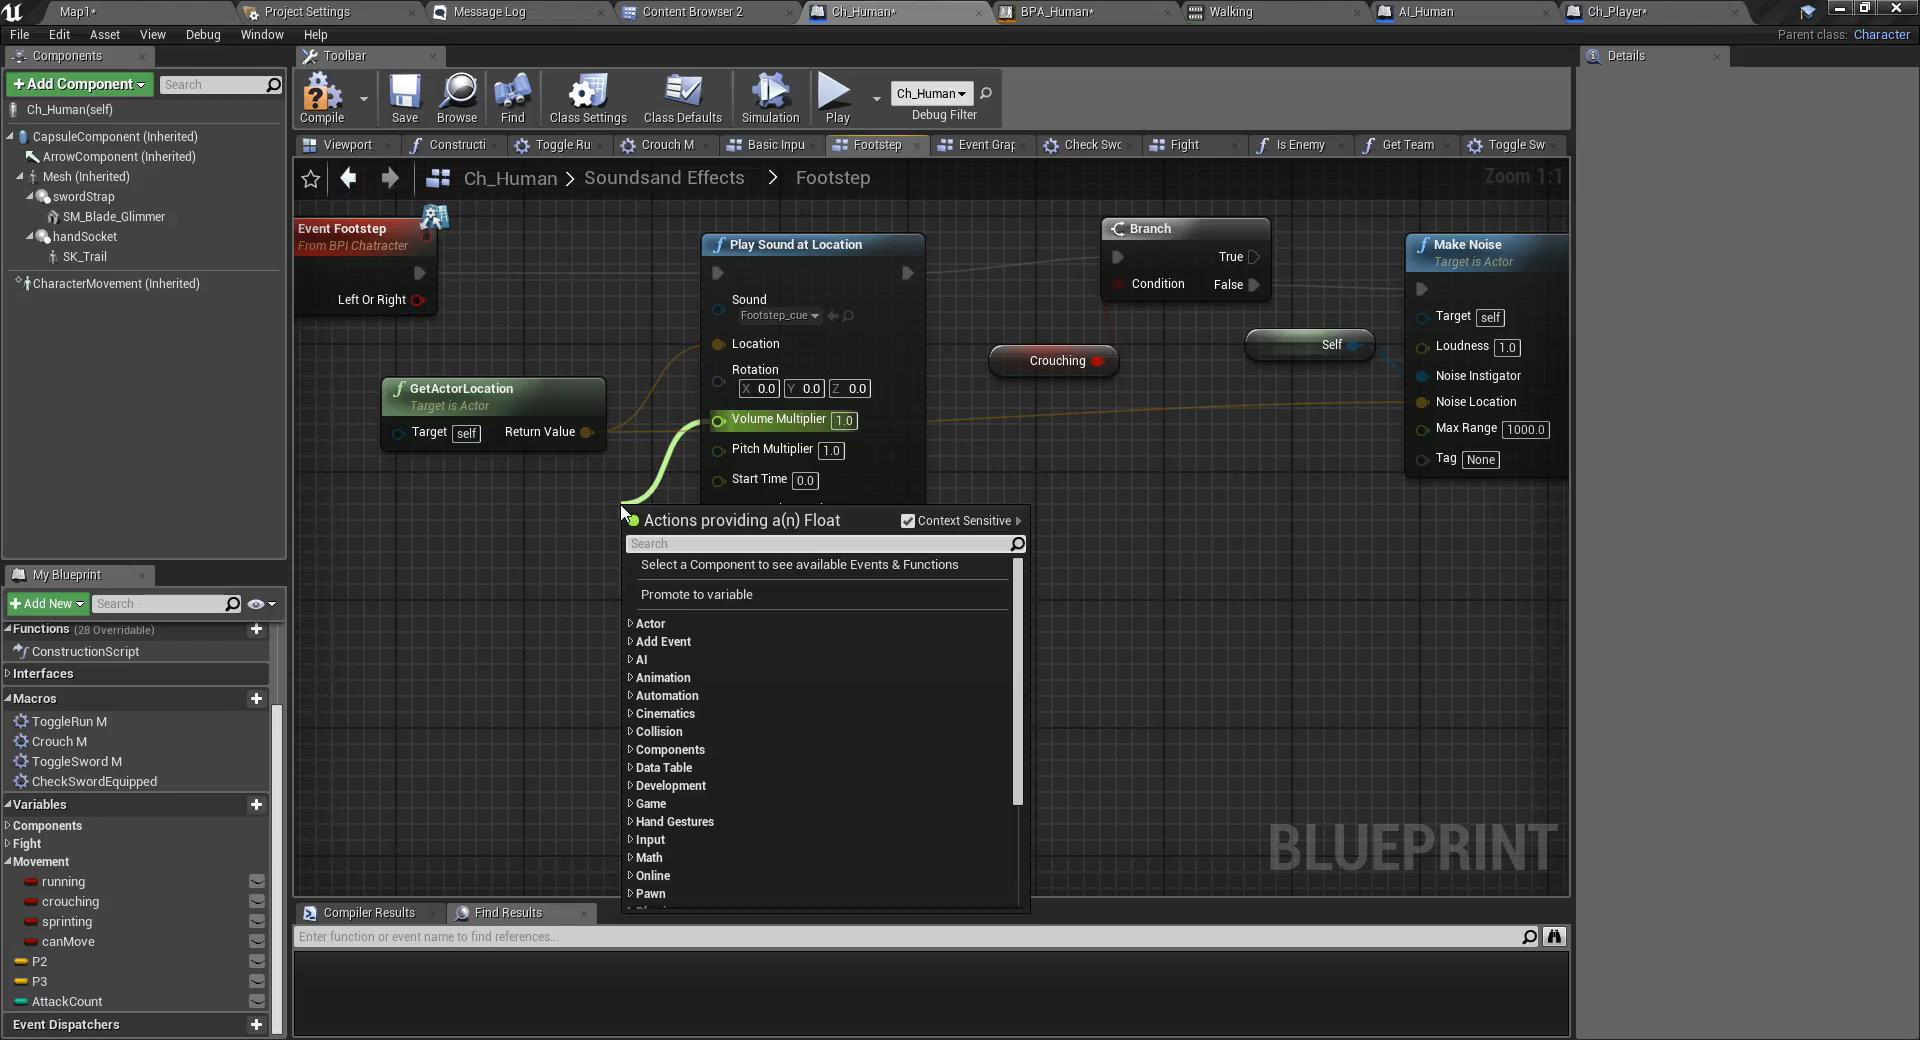 Map1*
Project Settings
Message Log
Content Browser 2
Ch_Human*
BPA_Human*
Walking
AI_Human
Ch_Player*
File
Edit
Asset
View
Debug
Window
Help
Parent class: Character
Components
+Add Component
Search
Ch_Human(self)
CapsuleComponent (Inherited)
ArrowComponent (Inherited)
Mesh (Inherited)
swordStrap
SM_Blade_Glimmer
handSocket
SK_Trail
CharacterMovement (Inherited)
Toolbar
Compile
Save
Browse
Find
Class Settings
Class Defaults
Simulation
Play
Ch_Human
Debug Filter
Details
Viewport
Constructi
Toggle Ru
Crouch M
Basic Inpu
Footstep
Event Grap
Check Swo
Fight
Is Enemy
Get Team
Toggle Sw
Ch_Human > Soundsand Effects > Footstep
Zoom 1:1
Event Footstep
From BPI Chatracter
Left Or Right
GetActorLocation
Target is Actor
Target self
Return Value
Play Sound at Location
Sound
Footstep_cue
Location
Rotation
X 0.0 Y 0.0 Z 0.0
Volume Multiplier 1.0
Pitch Multiplier 1.0
Start Time 0.0
Branch
True
Condition
False
Crouching
Self
Make Noise
Target is Actor
Target self
Loudness 1.0
Noise Instigator
Noise Location
Max Range 1000.0
Tag None
Actions providing a(n) Float
Context Sensitive
Search
Select a Component to see available Events & Functions
Promote to variable
Actor
Add Event
AI
Animation
Automation
Cinematics
Collision
Components
Data Table
Development
Game
Hand Gestures
Input
Math
Online
Pawn
BLUEPRINT
My Blueprint
+Add New
Search
Functions (28 Overridable)
ConstructionScript
Interfaces
Macros
ToggleRun M
Crouch M
ToggleSword M
CheckSwordEquipped
Variables
Components
Fight
Movement
running
crouching
sprinting
canMove
P2
P3
AttackCount
Event Dispatchers
Compiler Results
Find Results
Enter function or event name to find references...